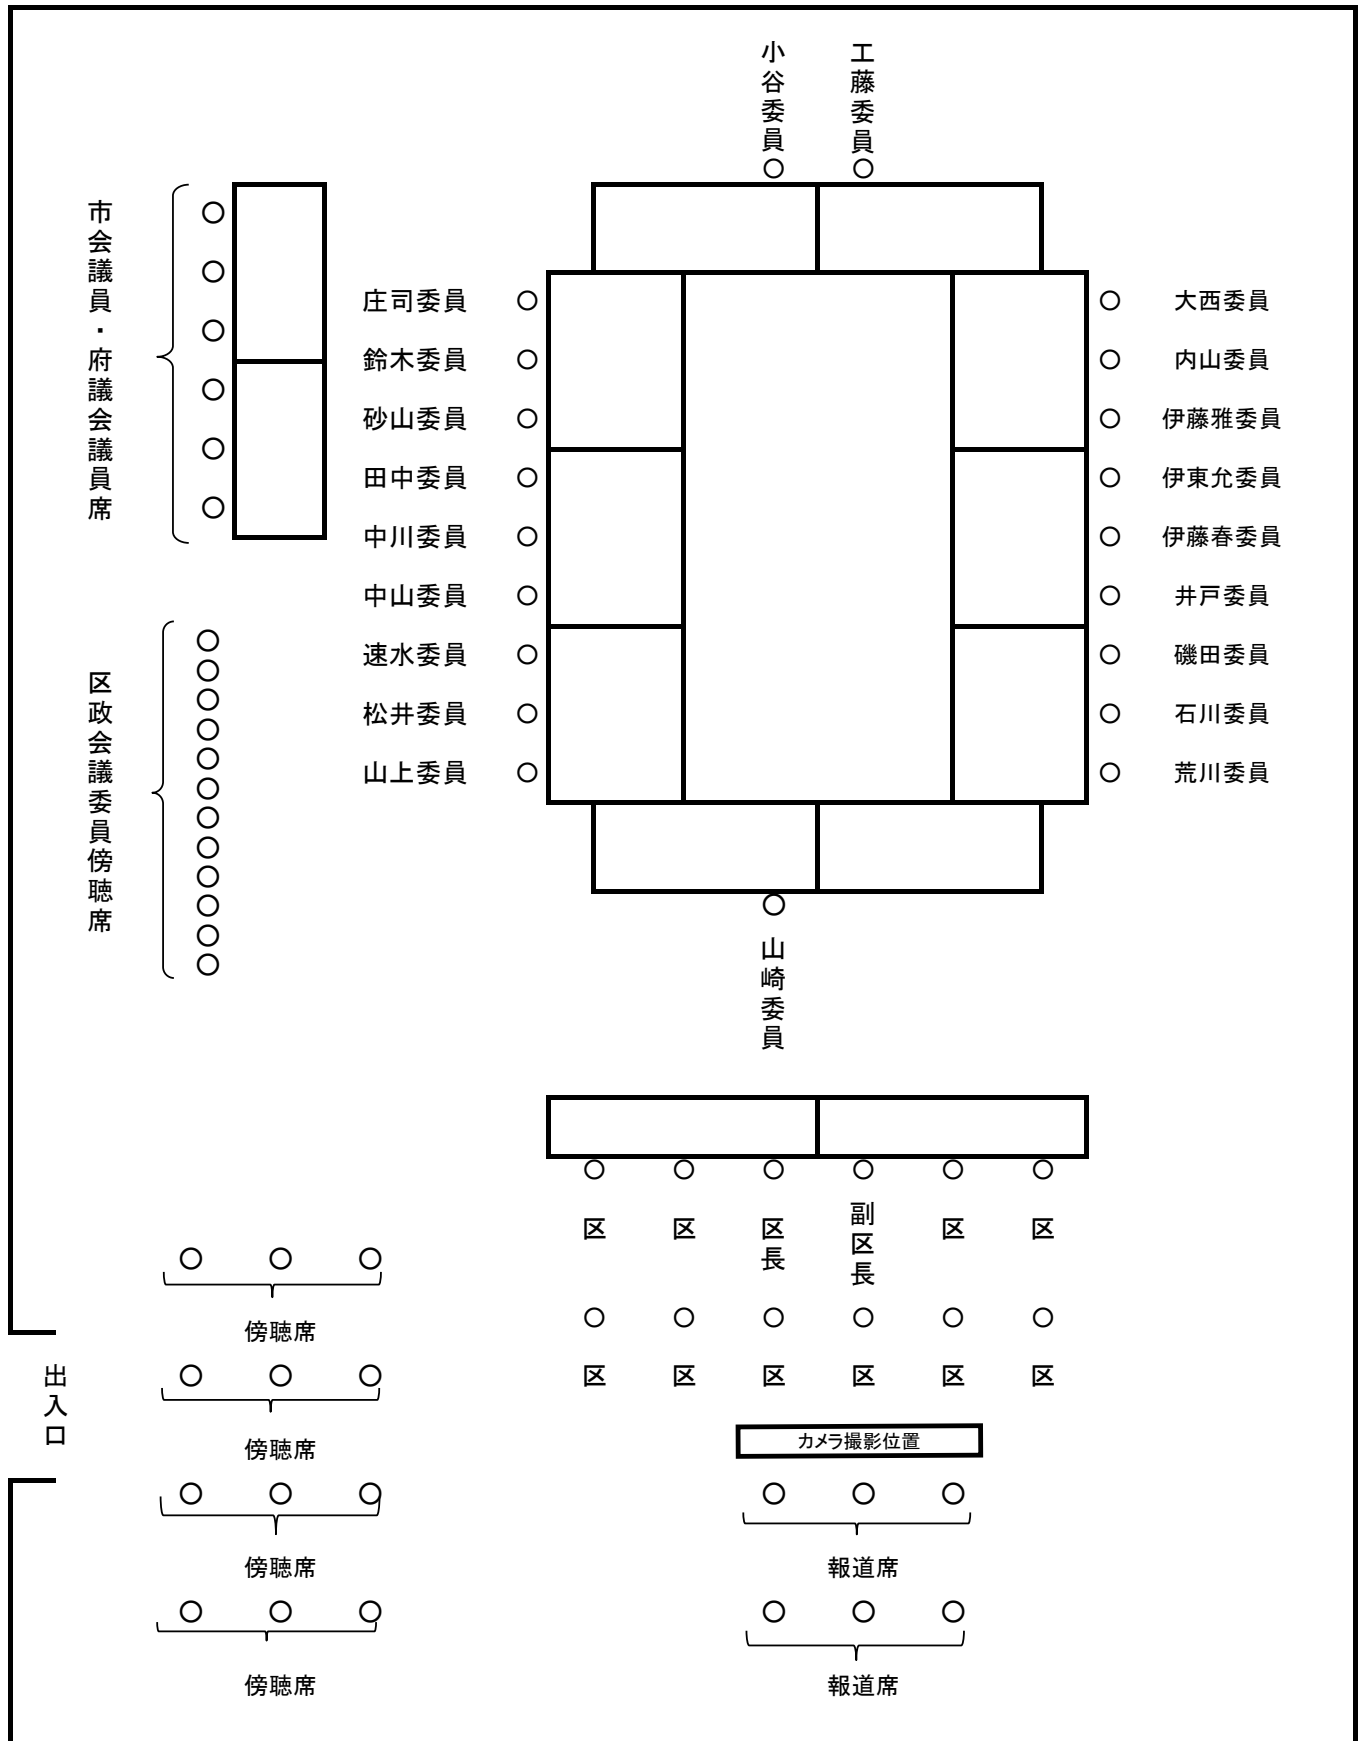 小谷委員
工藤委員
市会議員・府議会議員席
庄司委員
大西委員
鈴木委員
内山委員
砂山委員
伊藤雅委員
田中委員
伊東允委員
中川委員
伊藤春委員
中山委員
井戸委員
速水委員
磯田委員
松井委員
石川委員
山上委員
荒川委員
区政会議委員傍聴席
山崎委員
区
区
区長
副区長
区
区
傍聴席
出入口
区
区
区
区
区
区
傍聴席
カメラ撮影位置
傍聴席
報道席
傍聴席
報道席